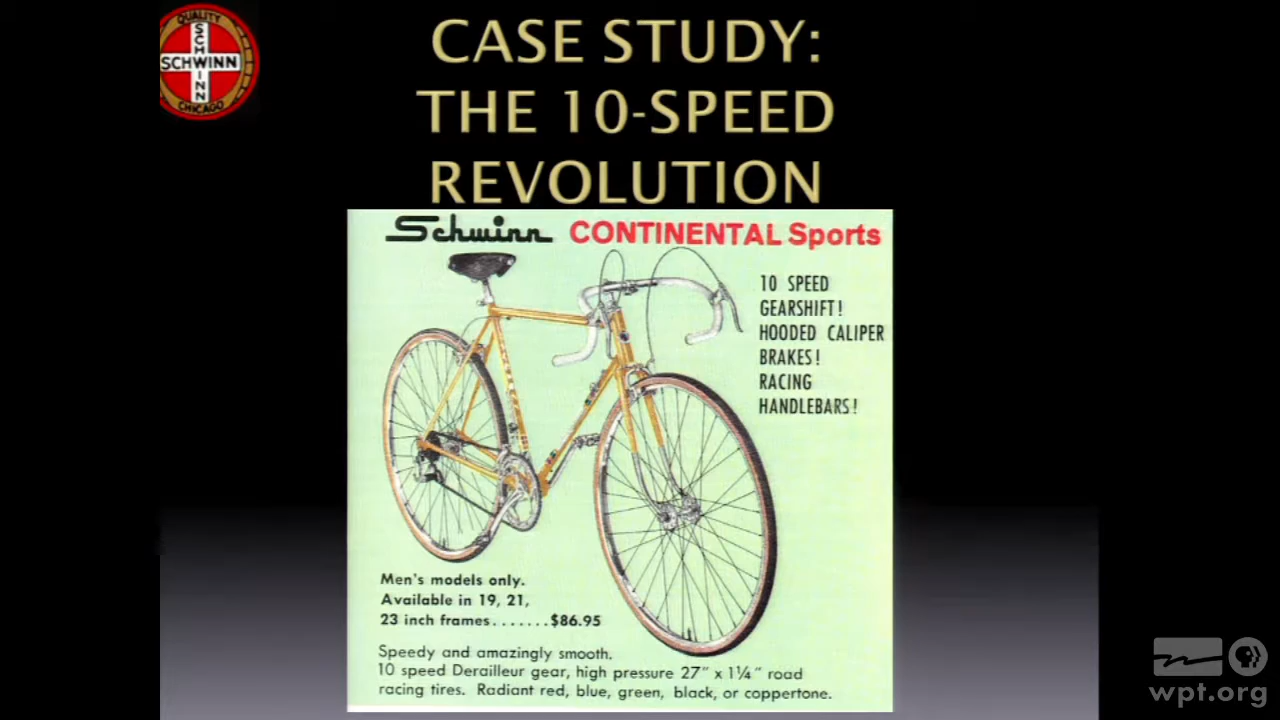 QUALITY
SCHWINN
SCHWINN
CHICAGO
CASE STUDY:
THE 10-SPEED
REVOLUTION
Schwinn CONTINENTAL Sports
10 SPEED
GEARSHIFT!
HOODED CALIPER
BRAKES!
RACING
HANDLEBARS!
Men's models only.
Available in 19, 21,
23 inch frames.......$86.95
Speedy and amazingly smooth.
10 speed Derailleur gear, high pressure 27" x 1¼" road
racing tires. Radiant red, blue, green, black, or coppertone.
wpt.org